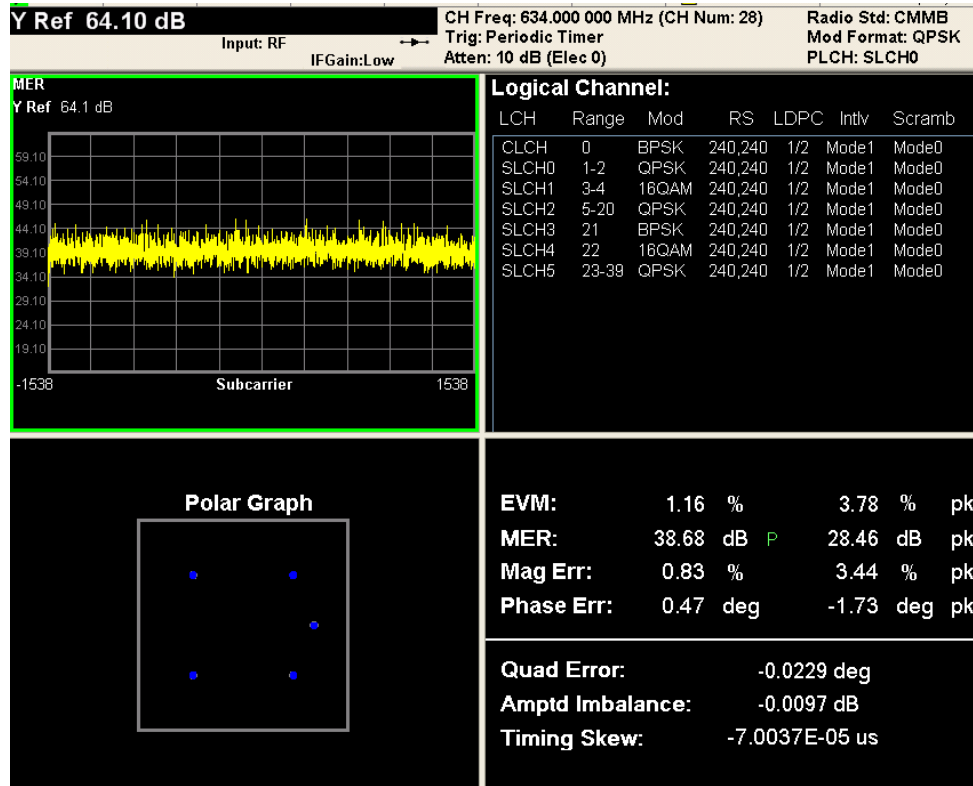 Y Ref 64.10 dB
Input: RF
IFGain:Low
CH Freq: 634.000 000 MHz (CH Num: 28)
Trig: Periodic Timer
Atten: 10 dB (Elec 0)
Radio Std: CMMB
Mod Format: QPSK
PLCH: SLCH0
MER
Y Ref 64.1 dB
59.10
54.10
49.10
44.10
39.10
34.10
29.10
24.10
19.10
-1538 Subcarrier 1538
Logical Channel:
LCH Range Mod RS LDPC Intlv Scramb
CLCH 0 BPSK 240,240 1/2 Mode1 Mode0
SLCH0 1-2 QPSK 240,240 1/2 Mode1 Mode0
SLCH1 3-4 16QAM 240,240 1/2 Mode1 Mode0
SLCH2 5-20 QPSK 240,240 1/2 Mode1 Mode0
SLCH3 21 BPSK 240,240 1/2 Mode1 Mode0
SLCH4 22 16QAM 240,240 1/2 Mode1 Mode0
SLCH5 23-39 QPSK 240,240 1/2 Mode1 Mode0
Polar Graph
EVM: 1.16 % 3.78 % pk
MER: 38.68 dB P 28.46 dB pk
Mag Err: 0.83 % 3.44 % pk
Phase Err: 0.47 deg -1.73 deg pk
Quad Error: -0.0229 deg
Amptd Imbalance: -0.0097 dB
Timing Skew: -7.0037E-05 us